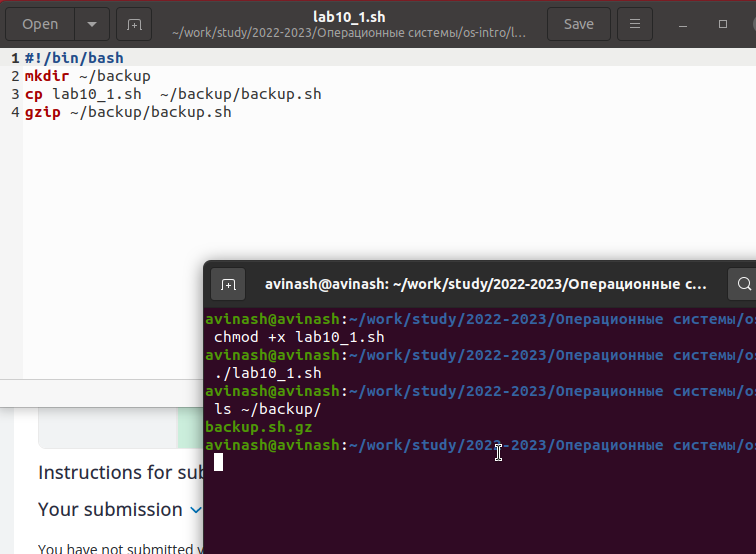 Open
lab10_1.sh
~/work/study/2022-2023/Операционные системы/os-intro/l...
Save
1 #!/bin/bash
2 mkdir ~/backup
3 cp lab10_1.sh  ~/backup/backup.sh
4 gzip ~/backup/backup.sh
avinash@avinash: ~/work/study/2022-2023/Операционные с...
avinash@avinash:~/work/study/2022-2023/Операционные системы/os
chmod +x lab10_1.sh
avinash@avinash:~/work/study/2022-2023/Операционные системы/os
./lab10_1.sh
avinash@avinash:~/work/study/2022-2023/Операционные системы/os
ls ~/backup/
backup.sh.gz
avinash@avinash:~/work/study/2022-2023/Операционные системы/os
Instructions for sub
Your submission
You have not submitted